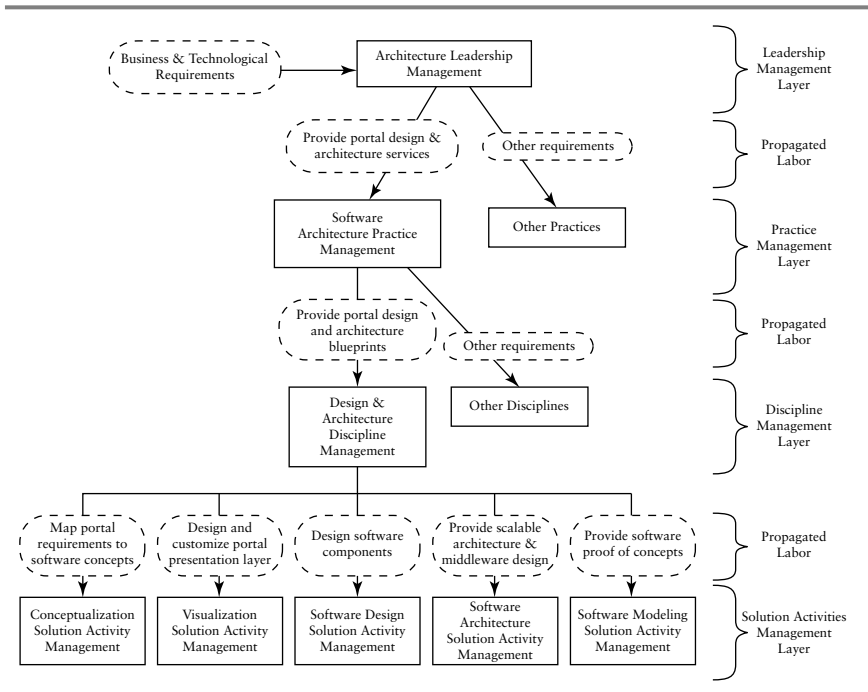 Business & Technological
Requirements
Architecture Leadership
Management
Leadership
Management
Layer
Provide portal design &
architecture services
Other requirements
Propagated
Labor
Software
Architecture Practice
Management
Other Practices
Practice
Management
Layer
Provide portal design
and architecture
blueprints
Other requirements
Propagated
Labor
Design &
Architecture
Discipline
Management
Other Disciplines
Discipline
Management
Layer
Map portal
requirements to
software concepts
Design and
customize portal
presentation layer
Design software
components
Provide scalable
architecture &
middleware design
Provide software
proof of concepts
Propagated
Labor
Conceptualization
Solution Activity
Management
Visualization
Solution Activity
Management
Software Design
Solution Activity
Management
Software
Architecture
Solution Activity
Management
Software Modeling
Solution Activity
Management
Solution Activities
Management
Layer